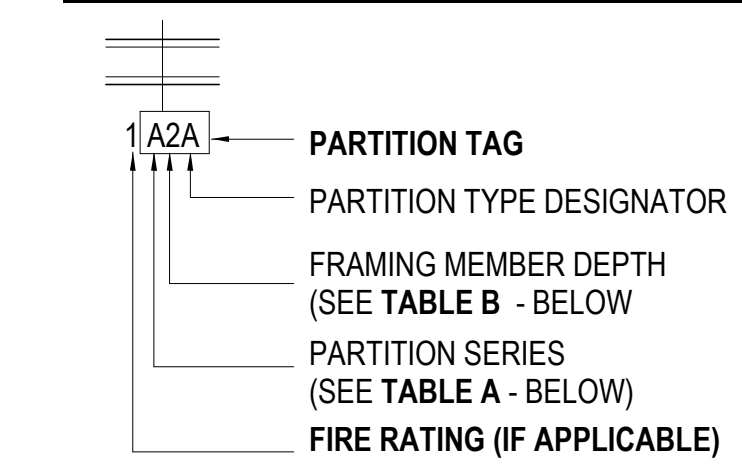 1 A2A
PARTITION TAG
PARTITION TYPE DESIGNATOR
FRAMING MEMBER DEPTH
(SEE TABLE B - BELOW
PARTITION SERIES
(SEE TABLE A - BELOW)
FIRE RATING (IF APPLICABLE)